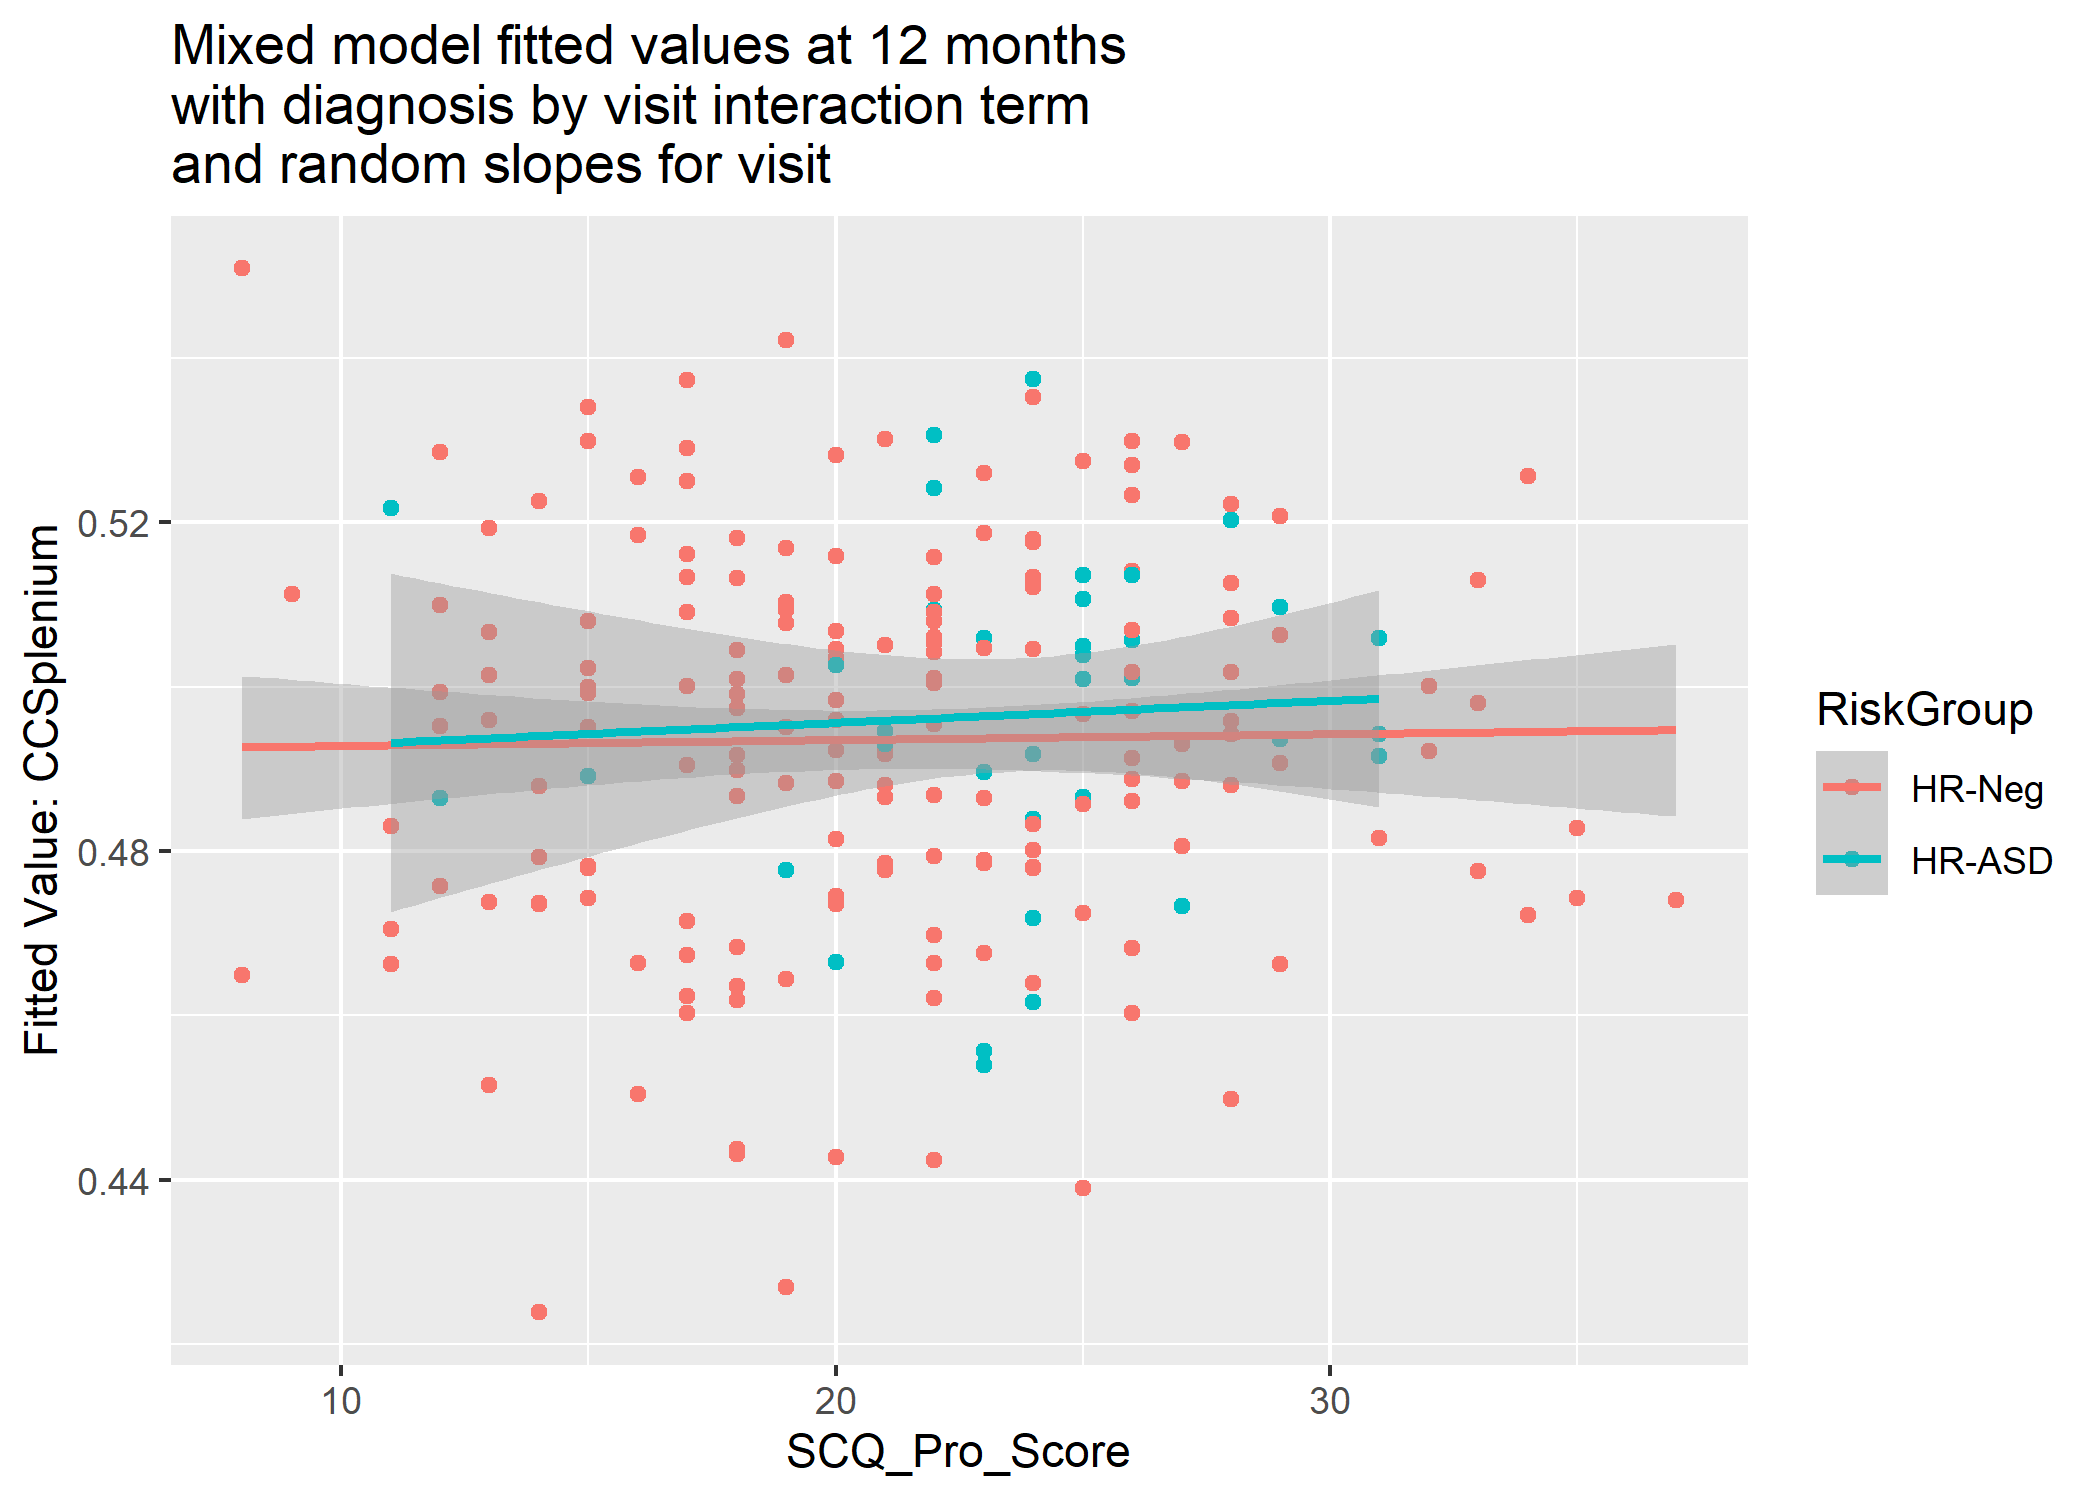 Mixed model fitted values at 12 months
with diagnosis by visit interaction term
and random slopes for visit
Fitted Value: CCSplenium
0.52
0.48
0.44
10 20 30
SCQ_Pro_Score
RiskGroup
HR-Neg
HR-ASD